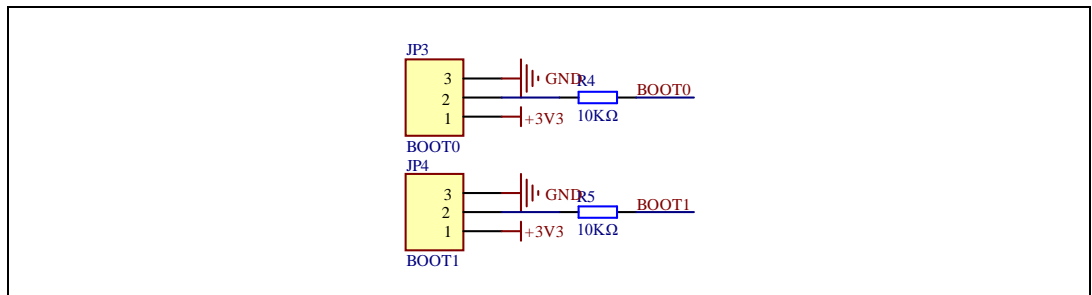 JP3
3 GND R4
2 BOOT0
1 +3V3 10KΩ
BOOT0
JP4
3 GND R5
2 BOOT1
1 +3V3 10KΩ
BOOT1